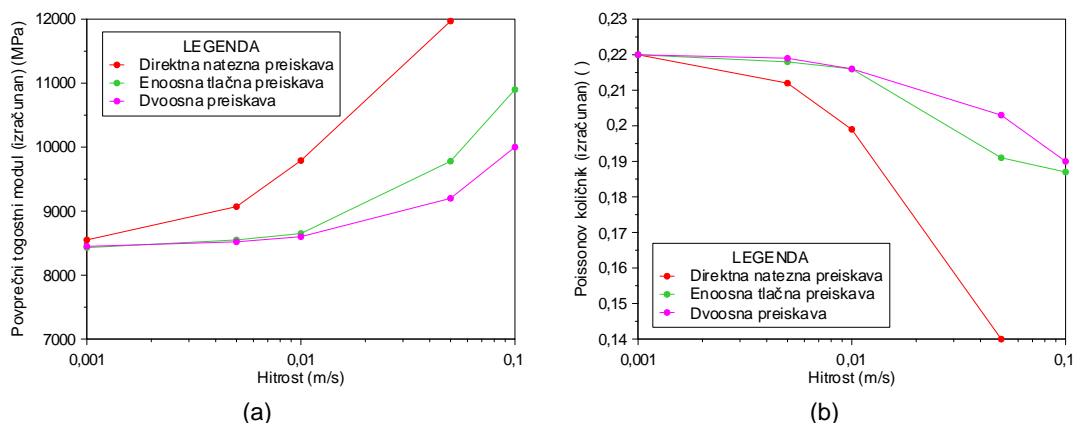 Povprečni togostni modul (izračunan) (MPa)
12000
11000
10000
9000
8000
7000
LEGENDA
Direktna natezna preiskava
Enoosna tlačna preiskava
Dvoosna preiskava
0,001
0,01
0,1
Hitrost (m/s)
(a)
Poissonov količnik (izračunan) ( )
0,23
0,22
0,21
0,2
0,19
0,18
0,17
0,16
0,15
0,14
LEGENDA
Direktna natezna preiskava
Enoosna tlačna preiskava
Dvoosna preiskava
0,001
0,01
0,1
Hitrost (m/s)
(b)